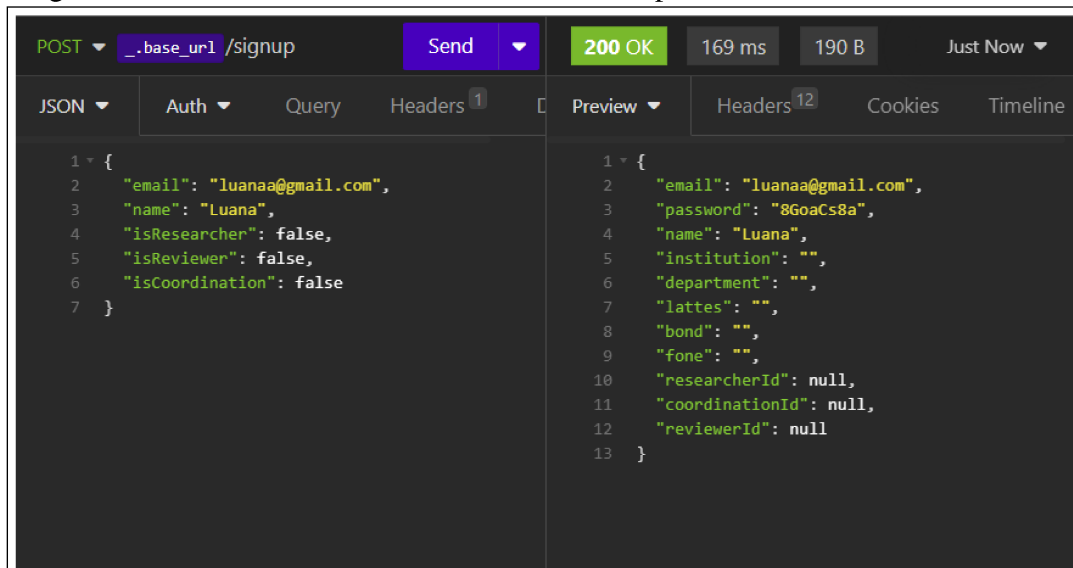 POST _.base_url /signup Send
JSON Auth Query Headers 1
1 {
2 "email": "luanaa@gmail.com",
3 "name": "Luana",
4 "isResearcher": false,
5 "isReviewer": false,
6 "isCoordination": false
7 }
200 OK 169 ms 190 B Just Now
Preview Headers 12 Cookies Timeline
1 {
2 "email": "luanaa@gmail.com",
3 "password": "8GoaCs8a",
4 "name": "Luana",
5 "institution": "",
6 "department": "",
7 "lattes": "",
8 "bond": "",
9 "fone": "",
10 "researcherId": null,
11 "coordinationId": null,
12 "reviewerId": null
13 }